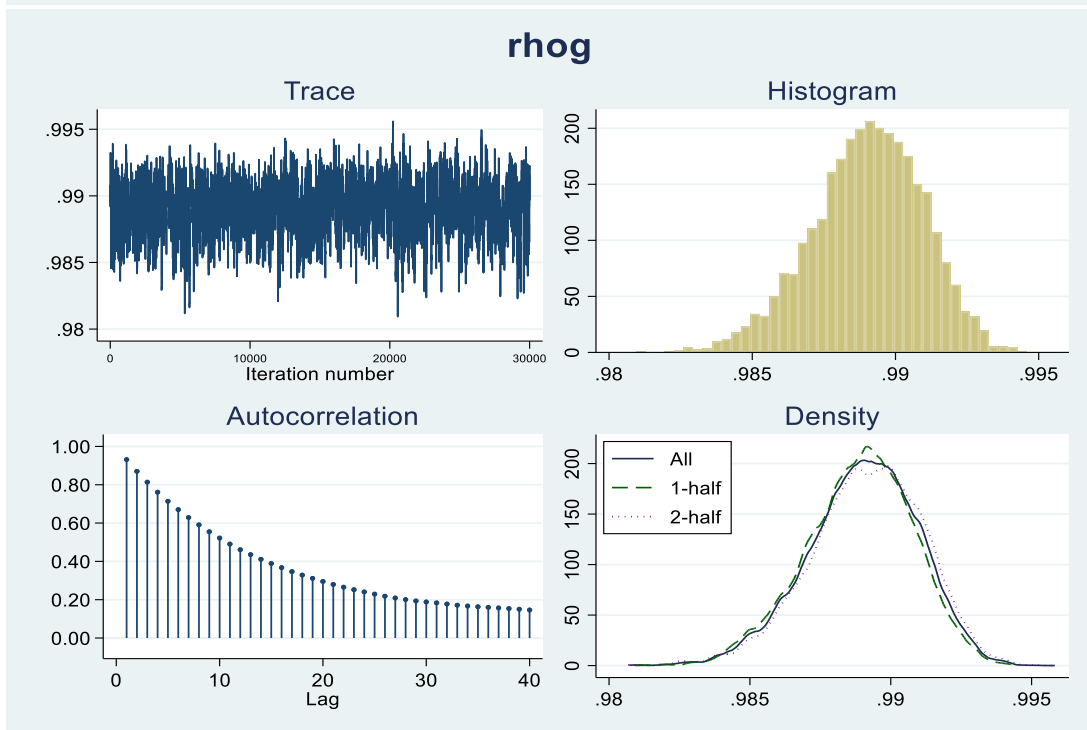 rhog
Trace
.995
.99
.985
.98
0 10000 20000 30000
Iteration number
Histogram
200
150
100
50
0
.98 .985 .99 .995
Autocorrelation
1.00
0.80
0.60
0.40
0.20
0.00
0 10 20 30 40
Lag
Density
All
1-half
2-half
200
150
100
50
0
.98 .985 .99 .995